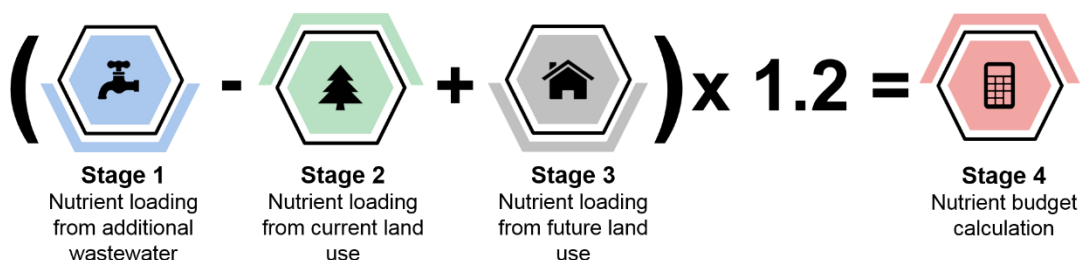 ( - + ) x 1.2 =
Stage 1
Nutrient loading
from additional
wastewater
Stage 2
Nutrient loading
from current land
use
Stage 3
Nutrient loading
from future land
use
Stage 4
Nutrient budget
calculation